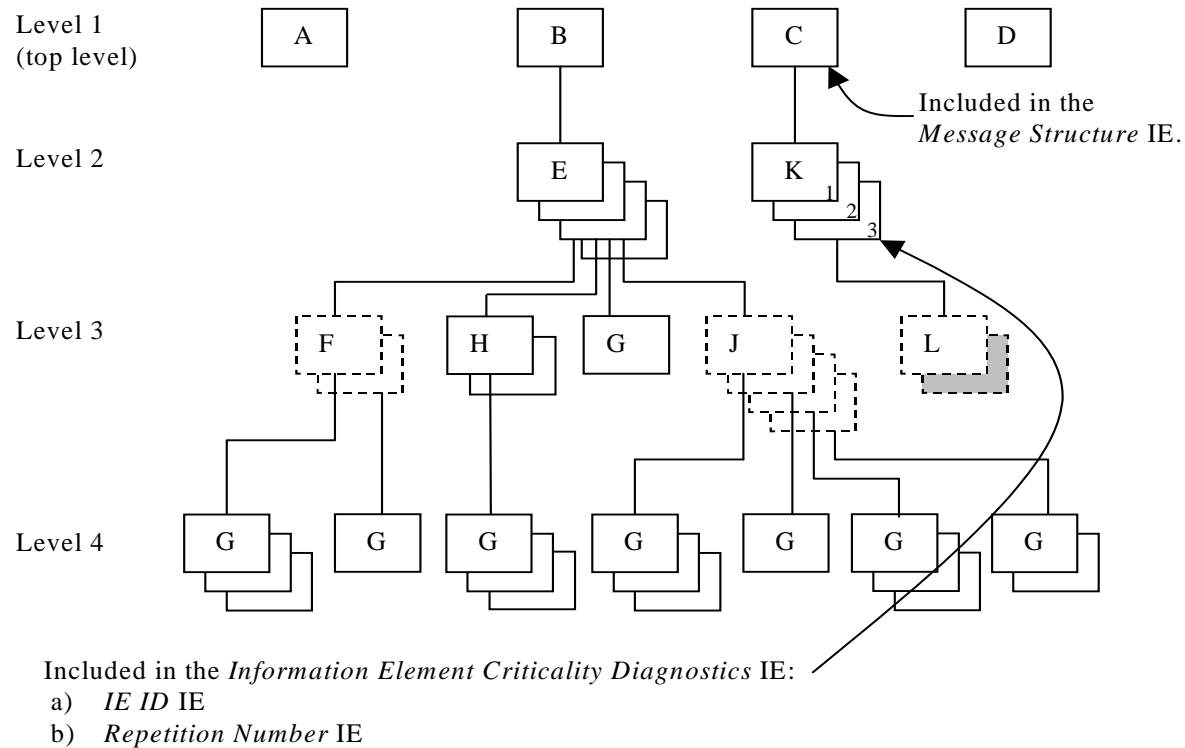 Level 1
(top level)
A
B
C
D
Included in the
Message Structure IE.
Level 2
E
K
1
2
3
Level 3
F
H
G
J
L
Level 4
G
G
G
G
G
G
G
Included in the Information Element Criticality Diagnostics IE:
a) IE ID IE
b) Repetition Number IE